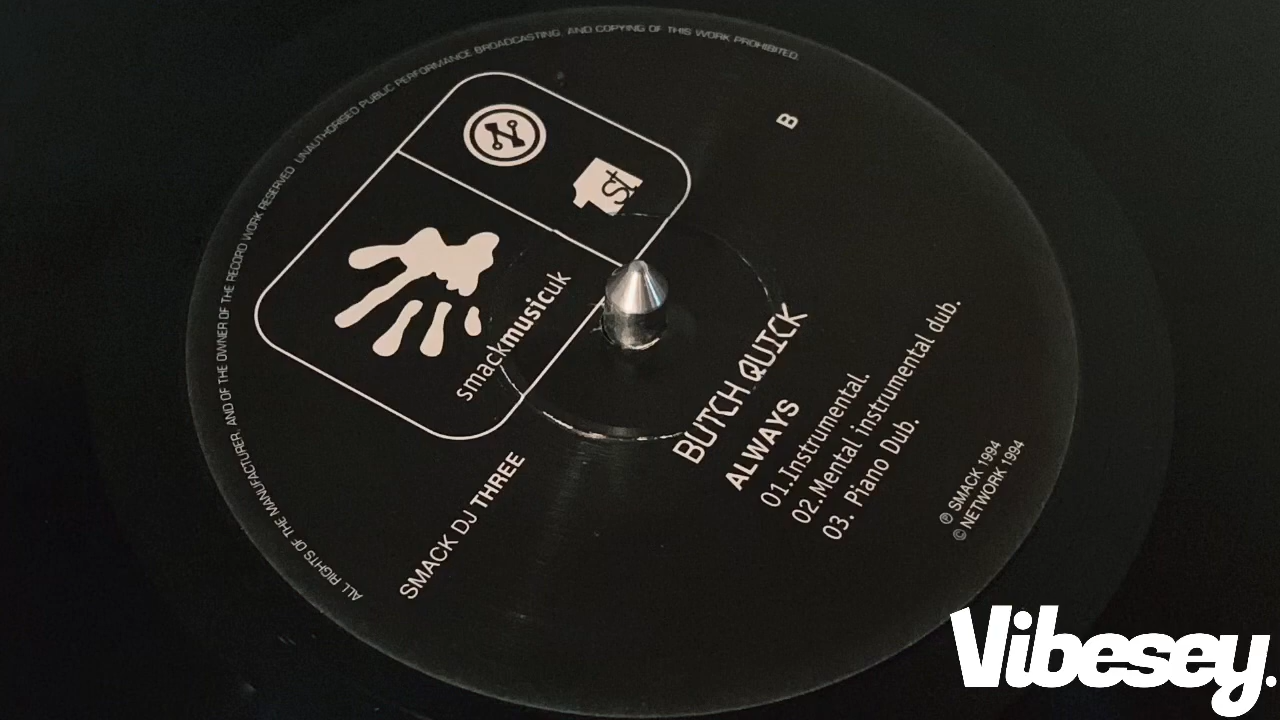 ALL RIGHTS OF THE MANUFACTURER, AND OF THE OWNER OF THE RECORD WORK RESERVED UNAUTHORISED PUBLIC PERFORMANCE BROADCASTING, AND COPYING OF THIS WORK PROHIBITED.
N
1st
smackmusicuk
SMACK DJ THREE
B
BUTCH QUICK
ALWAYS
01.Instrumental.
02.Mental instrumental dub.
03. Piano Dub.
℗ SMACK 1994
© NETWORK 1994
Vibesey.